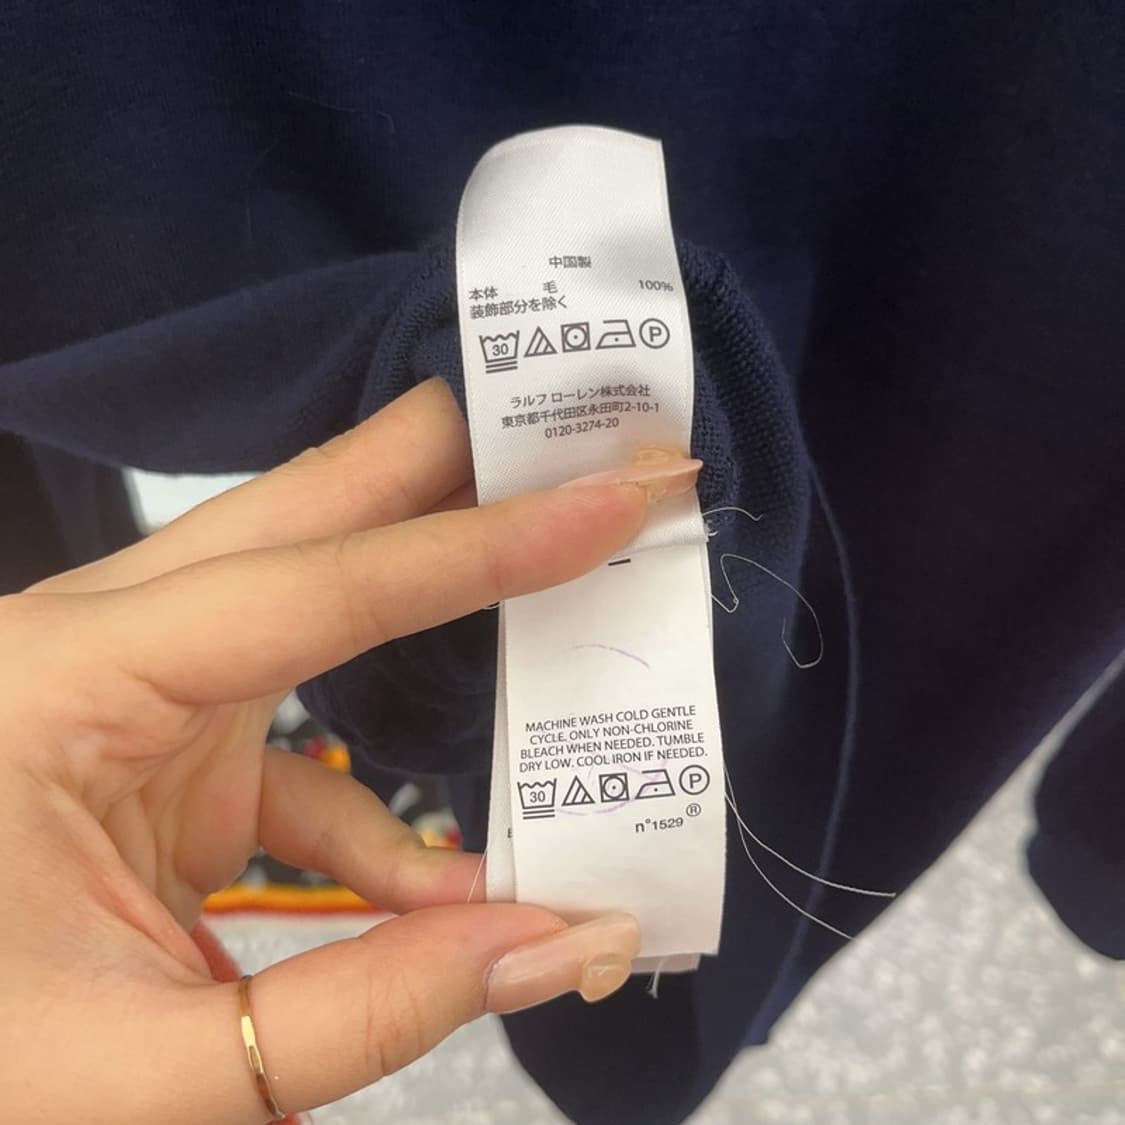 中国製
本体 毛 100%
装飾部分を除く
30 P
ラルフ ローレン株式会社
東京都千代田区永田町2-10-1
0120-3274-20
MACHINE WASH COLD GENTLE
CYCLE. ONLY NON-CHLORINE
BLEACH WHEN NEEDED. TUMBLE
DRY LOW. COOL IRON IF NEEDED.
30 P
n°1529 ®